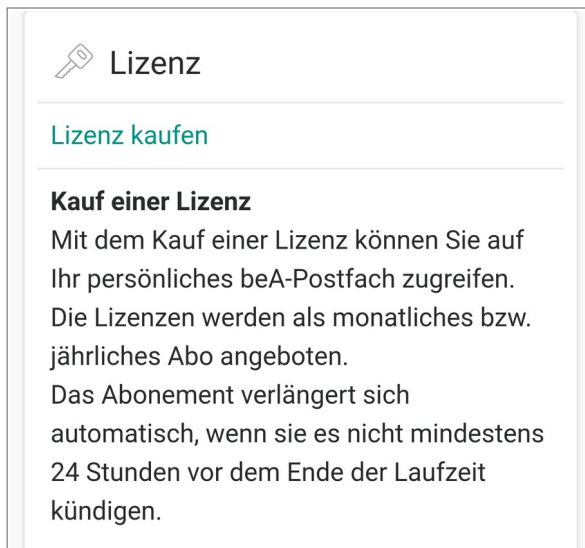 Lizenz
Lizenz kaufen
Kauf einer Lizenz
Mit dem Kauf einer Lizenz können Sie auf
Ihr persönliches beA-Postfach zugreifen.
Die Lizenzen werden als monatliches bzw.
jährliches Abo angeboten.
Das Abonement verlängert sich
automatisch, wenn sie es nicht mindestens
24 Stunden vor dem Ende der Laufzeit
kündigen.